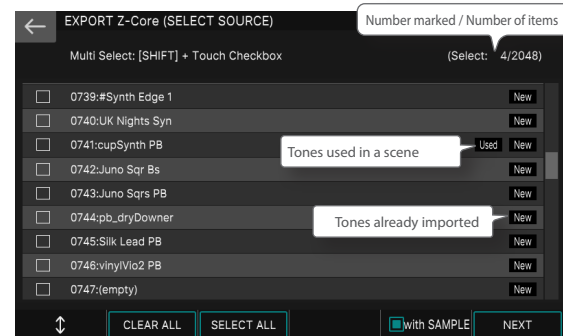 EXPORT Z-Core (SELECT SOURCE)
Number marked / Number of items
Multi Select: [SHIFT] + Touch Checkbox
(Select: 4/2048)
0739:#Synth Edge 1 New
0740:UK Nights Syn New
0741:cupSynth PB Used New
Tones used in a scene
0742:Juno Sqr Bs New
0743:Juno Sqrs PB New
0744:pb_dryDowner New
Tones already imported
0745:Silk Lead PB New
0746:vinylVio2 PB New
0747:(empty) New
CLEAR ALL SELECT ALL with SAMPLE NEXT